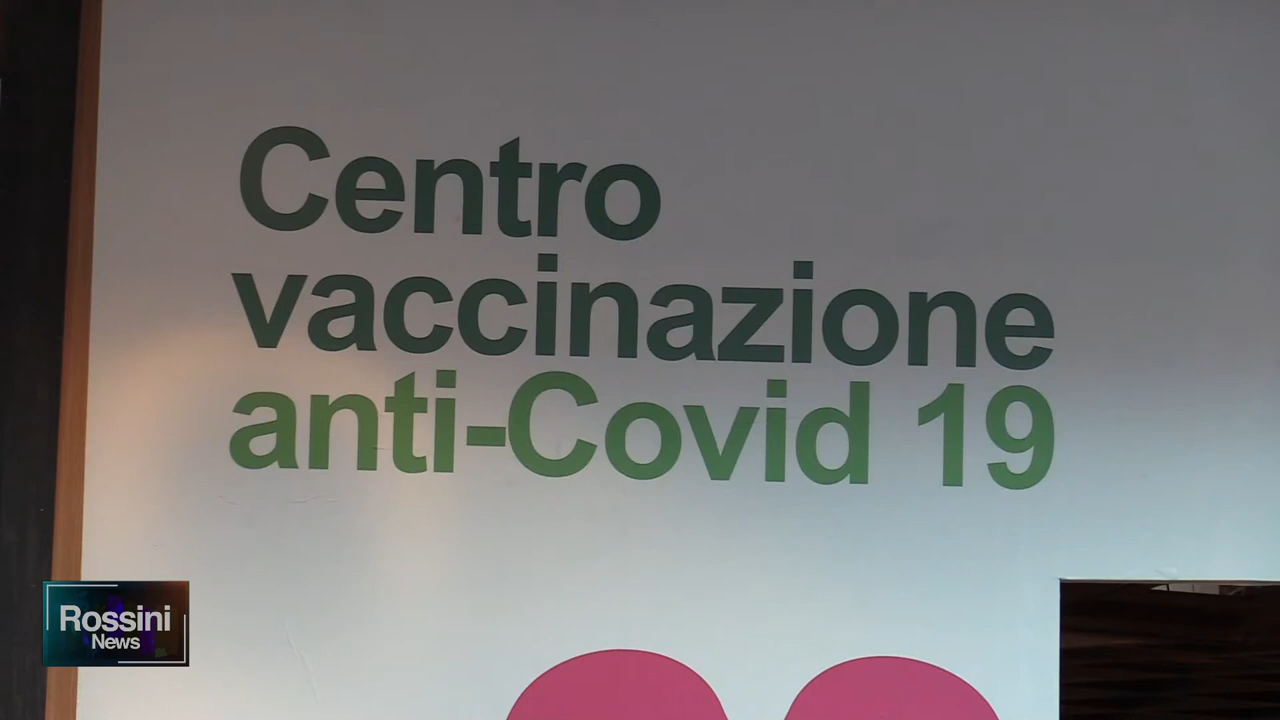 Centro
vaccinazione
anti-Covid 19
Rossini
News